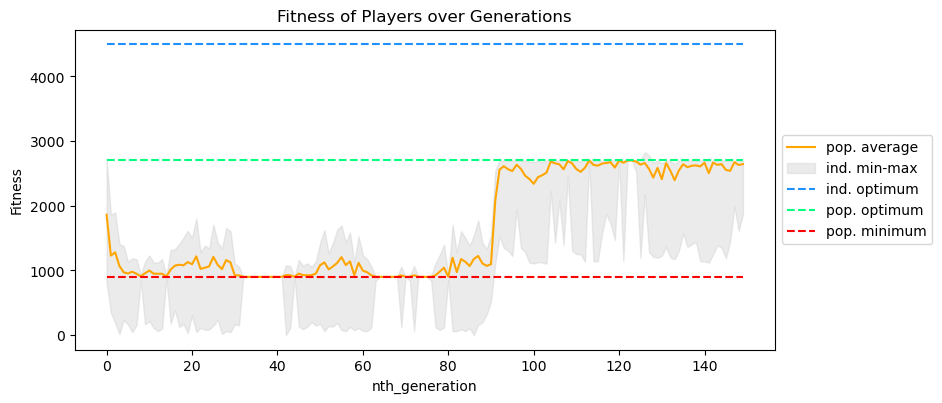 Fitness of Players over Generations
Fitness
4000
3000
2000
1000
0
0 20 40 60 80 100 120 140
nth_generation
pop. average
ind. min-max
ind. optimum
pop. optimum
pop. minimum